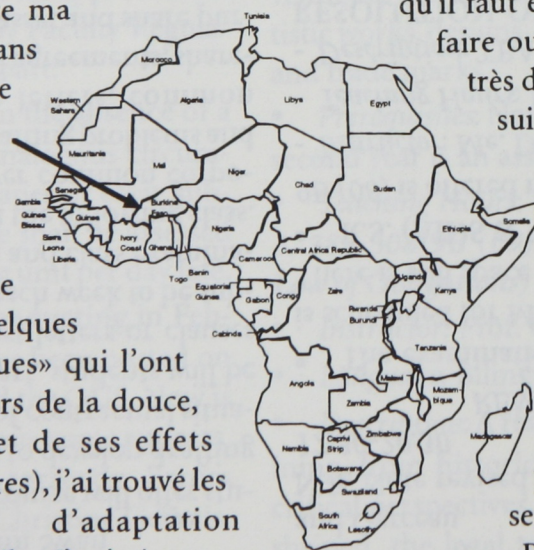 e ma
ans
e
qu'il faut e
faire ou
très d
sui
Tunisia
Morocco
Western
Sahara
Algeria
Libya
Egypt
Mauritania
Mali
Niger
Chad
Sudan
Senegal
Gambia
Guinea
Bissau
Guinea
Burkina
Faso
Sierra
Leone
Liberia
Ivory
Coast
Ghana
Togo
Benin
Nigeria
Cameroon
Central Africa Republic
Ethiopia
Somalia
Equatorial
Guinea
Gabon
Congo
Zaire
Uganda
Kenya
Rwanda
Burundi
Cabinda
Tanzania
Angola
Malawi
Zambia
Mozam-
bique
Madagascar
Namibia
Caprivi
Strip
Zimbabwe
Botswana
Swaziland
South
Africa
Lesotho
e
elques
ues» qui l'ont
rs de la douce,
et de ses effets
res), j'ai trouvé les
d'adaptation
se